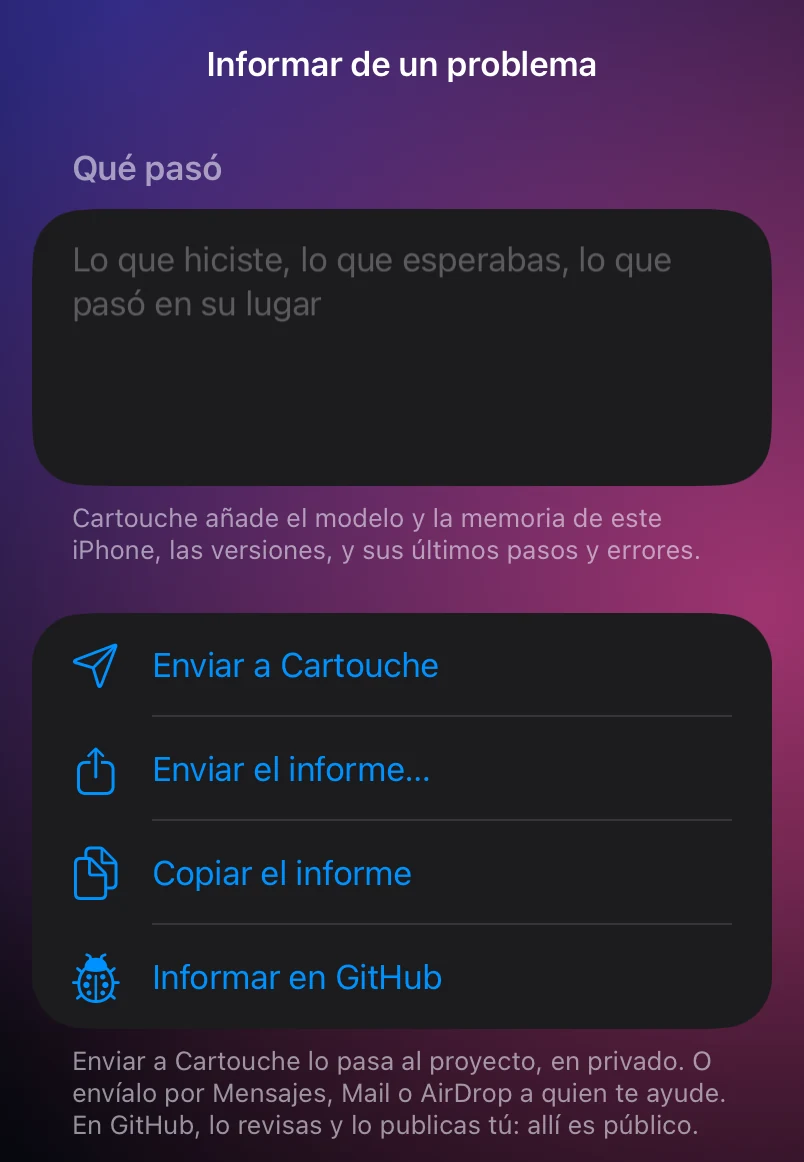 Informar de un problema
Qué pasó
Lo que hiciste, lo que esperabas, lo que
pasó en su lugar
Cartouche añade el modelo y la memoria de este
iPhone, las versiones, y sus últimos pasos y errores.
Enviar a Cartouche
Enviar el informe...
Copiar el informe
Informar en GitHub
Enviar a Cartouche lo pasa al proyecto, en privado. O
envíalo por Mensajes, Mail o AirDrop a quien te ayude.
En GitHub, lo revisas y lo publicas tú: allí es público.